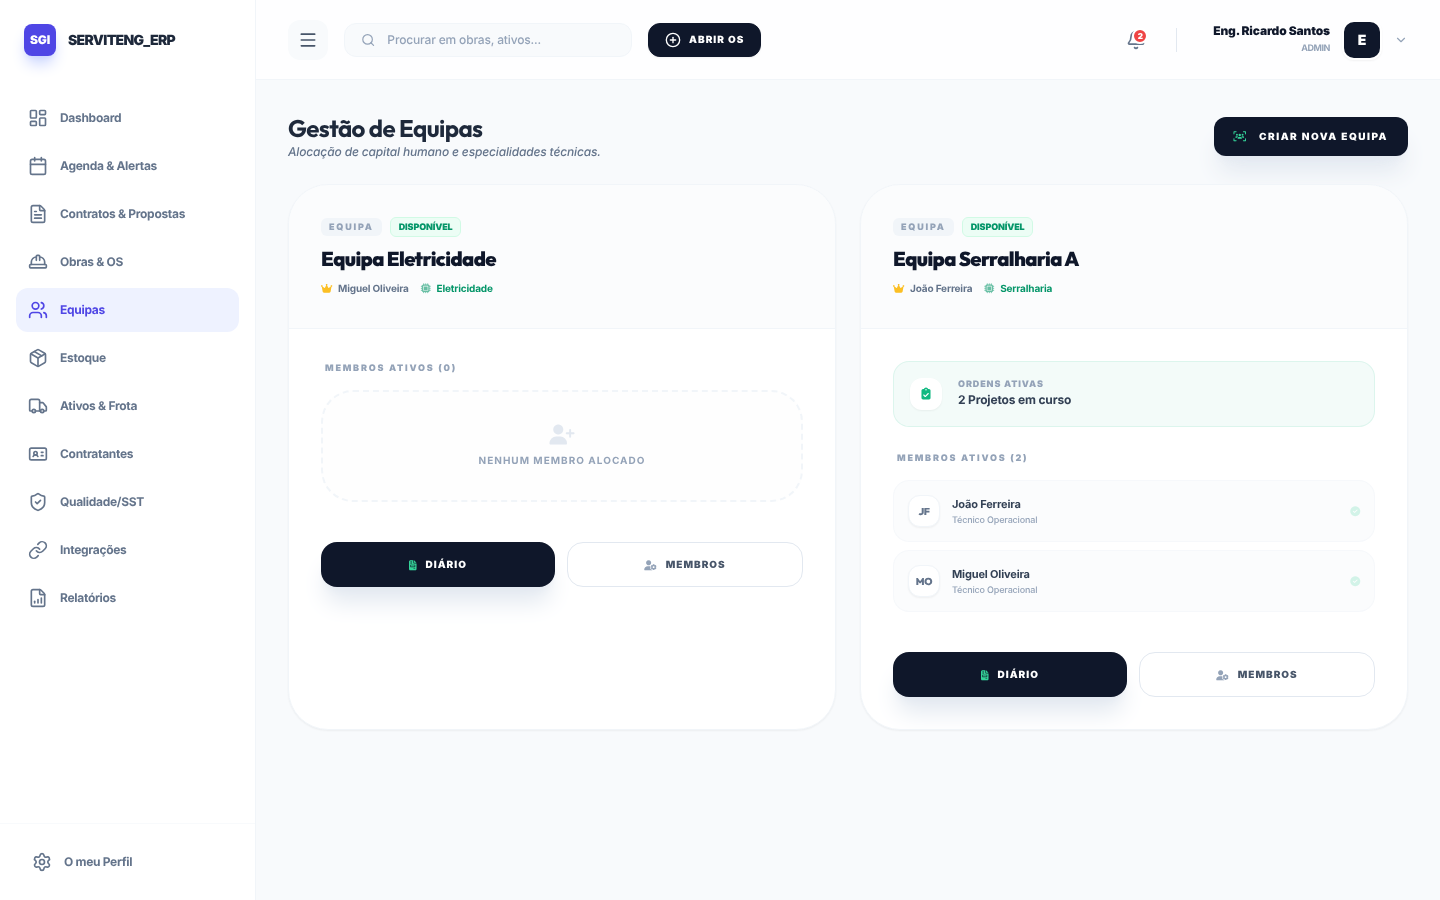 SGI SERVITENG_ERP
Dashboard
Agenda & Alertas
Contratos & Propostas
Obras & OS
Equipas
Estoque
Ativos & Frota
Contratantes
Qualidade/SST
Integrações
Relatórios
O meu Perfil
Procurar em obras, ativos...
ABRIR OS
2
Eng. Ricardo Santos
ADMIN
E
Gestão de Equipas
Alocação de capital humano e especialidades técnicas.
CRIAR NOVA EQUIPA
EQUIPA DISPONÍVEL
Equipa Eletricidade
Miguel Oliveira Eletricidade
MEMBROS ATIVOS (0)
NENHUM MEMBRO ALOCADO
DIÁRIO MEMBROS
EQUIPA DISPONÍVEL
Equipa Serralharia A
João Ferreira Serralharia
ORDENS ATIVAS
2 Projetos em curso
MEMBROS ATIVOS (2)
JF João Ferreira
Técnico Operacional
MO Miguel Oliveira
Técnico Operacional
DIÁRIO MEMBROS